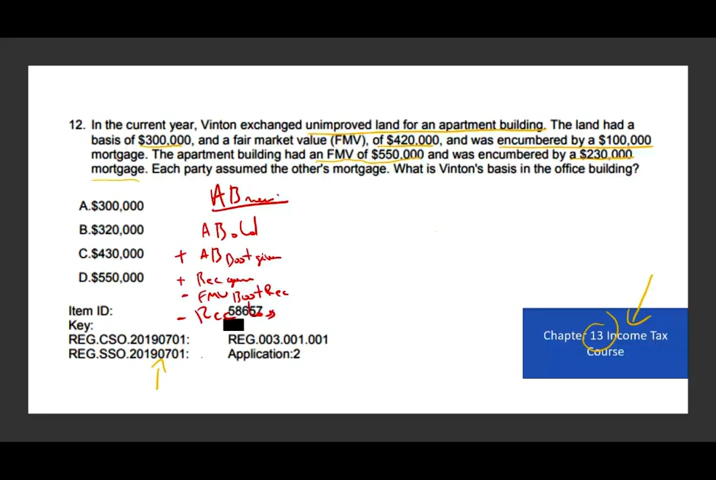 12. In the current year, Vinton exchanged unimproved land for an apartment building. The land had a
basis of $300,000, and a fair market value (FMV), of $420,000, and was encumbered by a $100,000
mortgage. The apartment building had an FMV of $550,000 and was encumbered by a $230,000
mortgage. Each party assumed the other's mortgage. What is Vinton's basis in the office building?
AB new
A.$300,000
AB old
B.$320,000
+ AB Boot given
C.$430,000
+ Rec gain
D.$550,000
- FMV Boot Rec
- Rec
Item ID: 58657
Key:
REG.CSO.20190701: REG.003.001.001
REG.SSO.20190701: Application:2
Chapter 13 Income Tax
Course